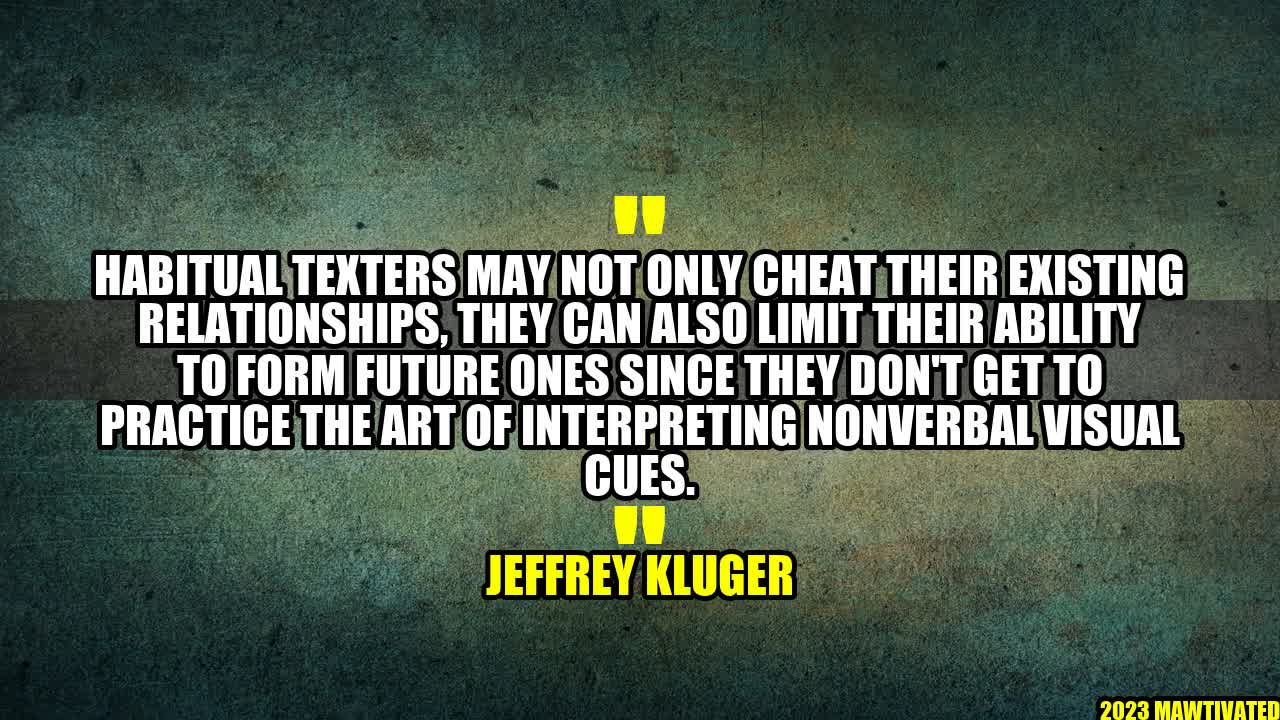 "
HABITUAL TEXTERS MAY NOT ONLY CHEAT THEIR EXISTING
RELATIONSHIPS, THEY CAN ALSO LIMIT THEIR ABILITY
TO FORM FUTURE ONES SINCE THEY DON'T GET TO
PRACTICE THE ART OF INTERPRETING NONVERBAL VISUAL
CUES.
"
JEFFREY KLUGER
2023 MAWTIVATED